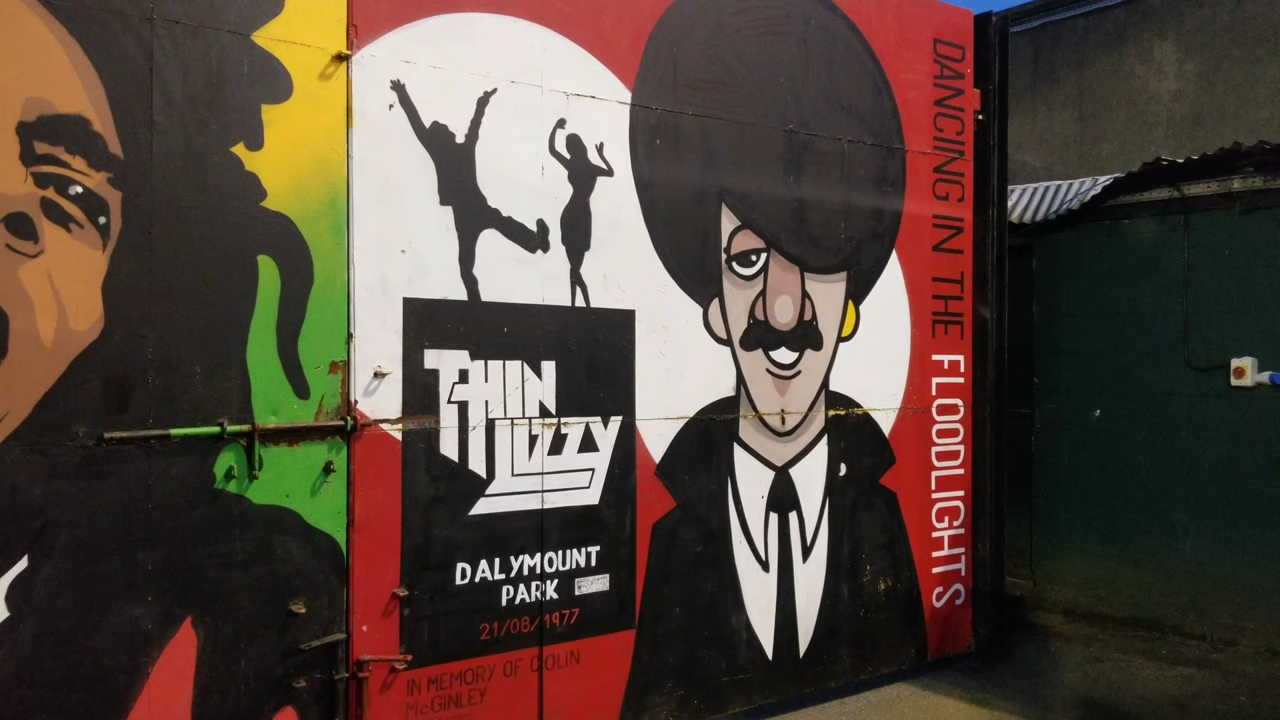 THIN
LIZZY
DALYMOUNT
PARK
21/08/1977
IN MEMORY OF COLIN
McGINLEY
DANCING IN THE FLOODLIGHTS